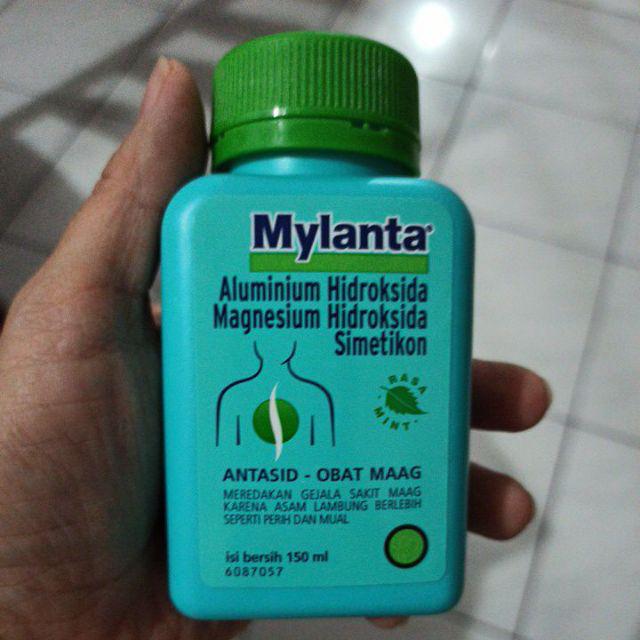 Mylanta®
Aluminium Hidroksida
Magnesium Hidroksida
Simetikon
RASA
MINT
ANTASID - OBAT MAAG
MEREDAKAN GEJALA SAKIT MAAG
KARENA ASAM LAMBUNG BERLEBIH
SEPERTI PERIH DAN MUAL
isi bersih 150 ml
6087057